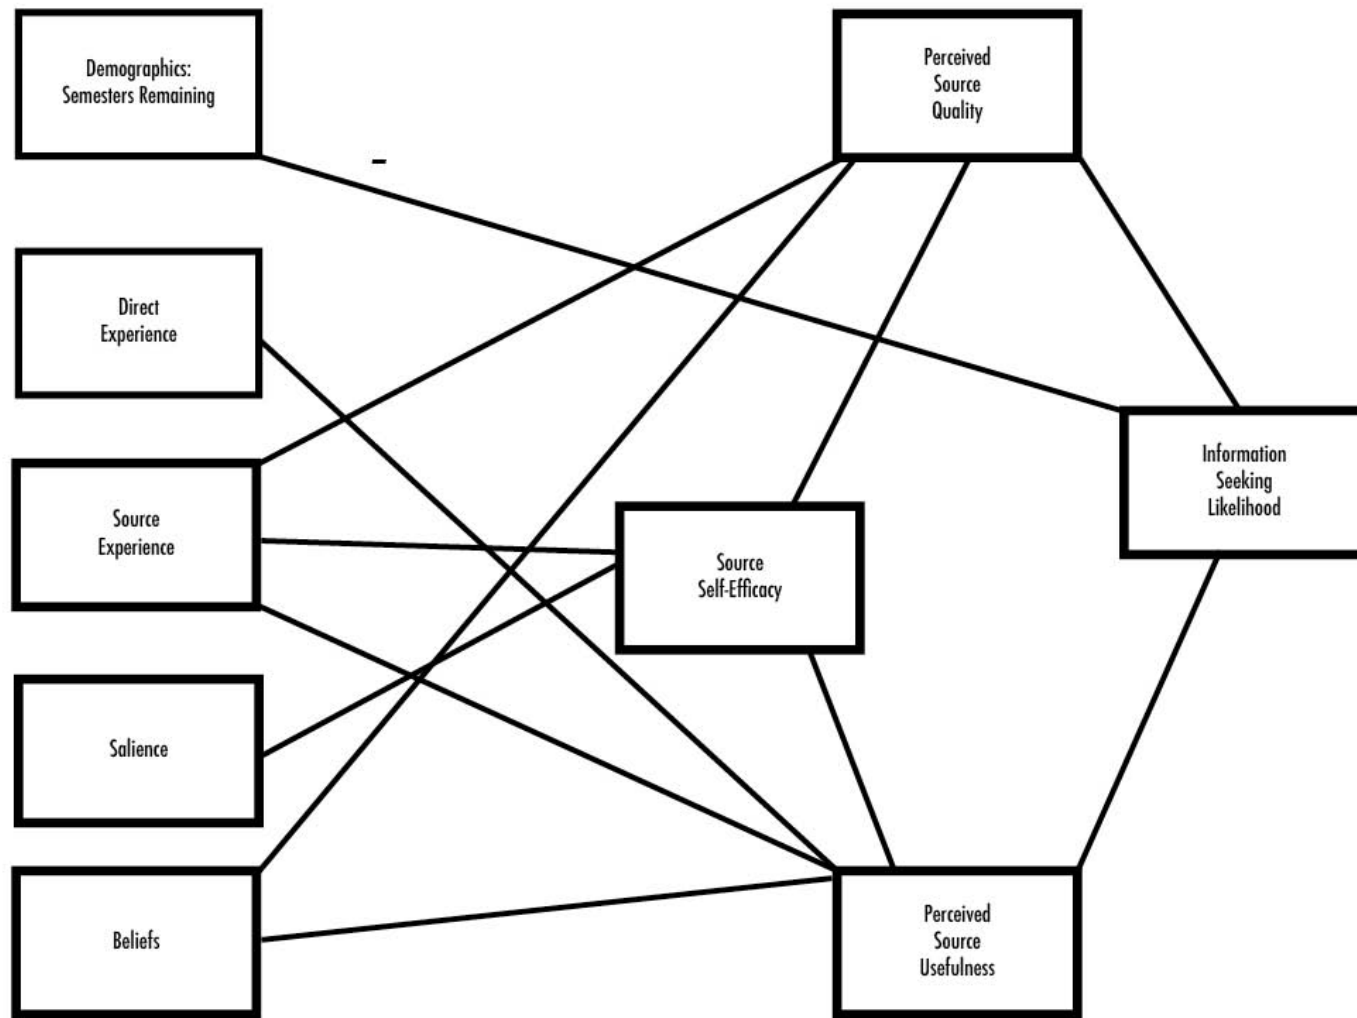 Demographics:
Semesters Remaining
Perceived
Source
Quality
-
Direct
Experience
Information
Seeking
Likelihood
Source
Experience
Source
Self-Efficacy
Salience
Beliefs
Perceived
Source
Usefulness